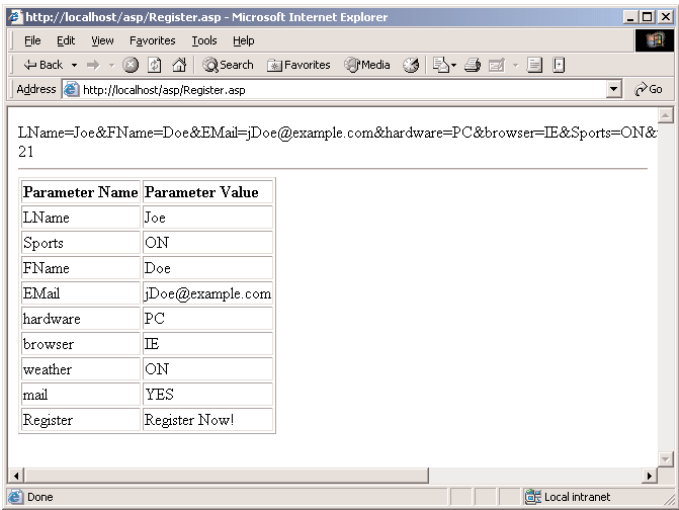 http://localhost/asp/Register.asp - Microsoft Internet Explorer
File Edit View Favorites Tools Help
Back Search Favorites Media
Address http://localhost/asp/Register.asp Go
LName=Joe&FName=Doe&EMail=jDoe@example.com&hardware=PC&browser=IE&Sports=ON&
21
Parameter Name Parameter Value
LName Joe
Sports ON
FName Doe
EMail jDoe@example.com
hardware PC
browser IE
weather ON
mail YES
Register Register Now!
Done Local intranet